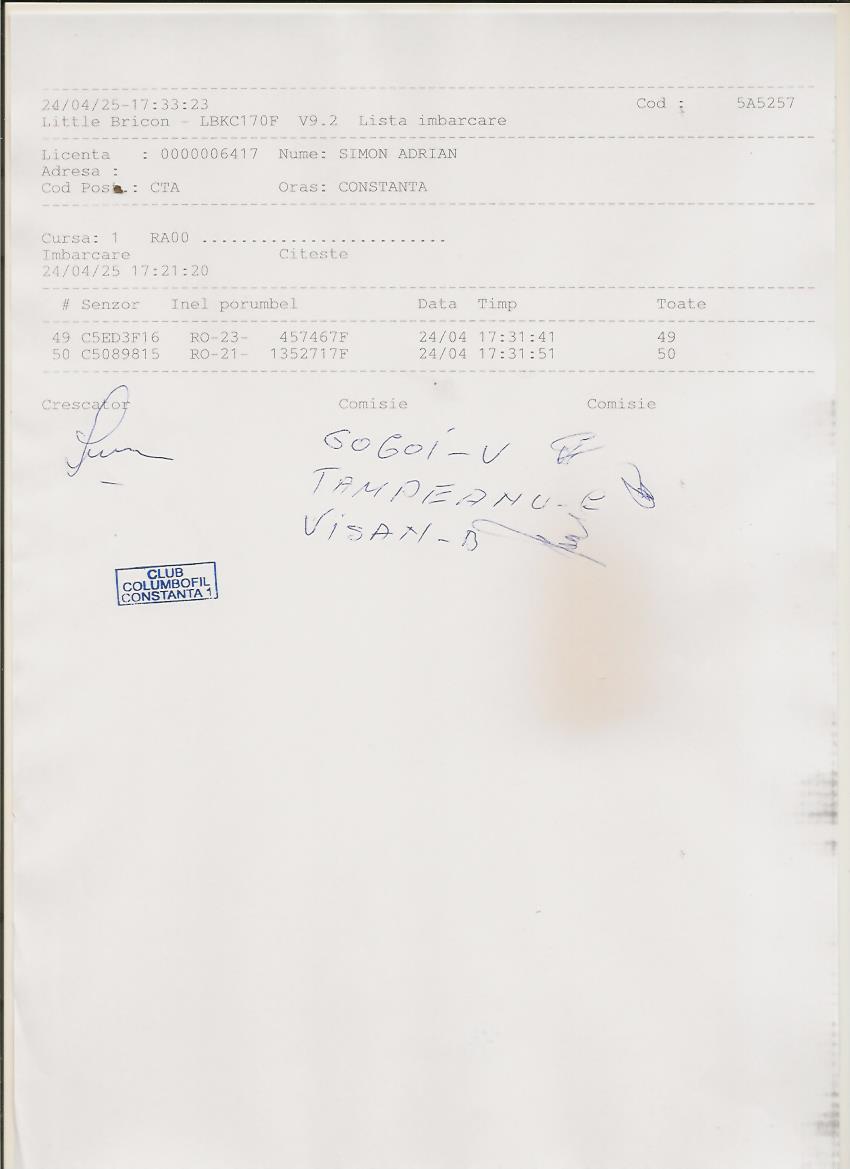 24/04/25-17:33:23 Cod : 5A5257
Little Bricon - LBKC170F V9.2 Lista imbarcare
Licenta : 0000006417 Nume: SIMON ADRIAN
Adresa :
Cod Post.: CTA Oras: CONSTANTA
Cursa: 1 RA00 .........................
Imbarcare Citeste
24/04/25 17:21:20
# Senzor Inel porumbel Data Timp Toate
49 C5ED3F16 RO-23- 457467F 24/04 17:31:41 49
50 C5089815 RO-21- 1352717F 24/04 17:31:51 50
Crescator Comisie Comisie
GOGOI-V
TAMPEANU-C
VISAN-B
CLUB
COLUMBOFIL
CONSTANTA 1